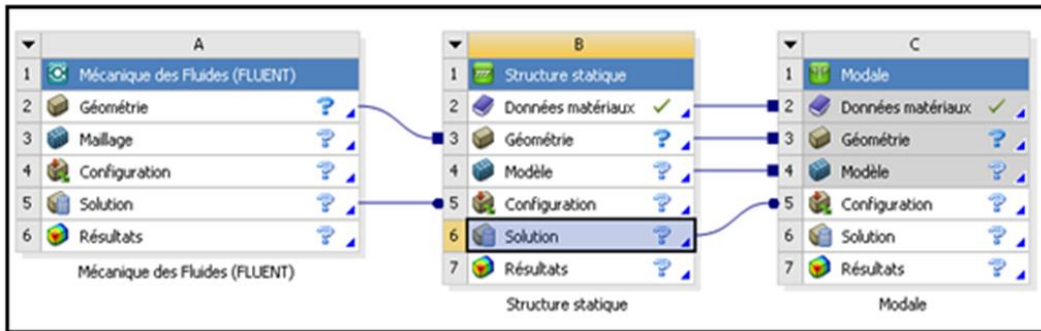 A
1 Mécanique des Fluides (FLUENT)
2 Géométrie ?
3 Maillage ?
4 Configuration ?
5 Solution ?
6 Résultats ?
Mécanique des Fluides (FLUENT)
B
1 Structure statique
2 Données matériaux ✓
3 Géométrie ?
4 Modèle ?
5 Configuration ?
6 Solution ?
7 Résultats ?
Structure statique
C
1 Modale
2 Données matériaux ✓
3 Géométrie ?
4 Modèle ?
5 Configuration ?
6 Solution ?
7 Résultats ?
Modale